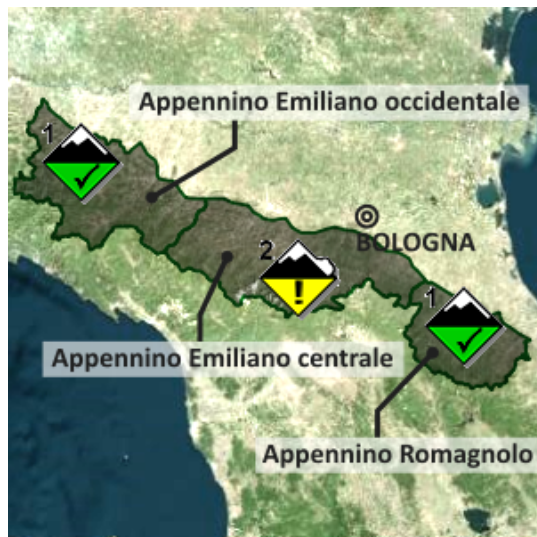 Appennino Emiliano occidentale
1
BOLOGNA
2
!
1
Appennino Emiliano centrale
Appennino Romagnolo